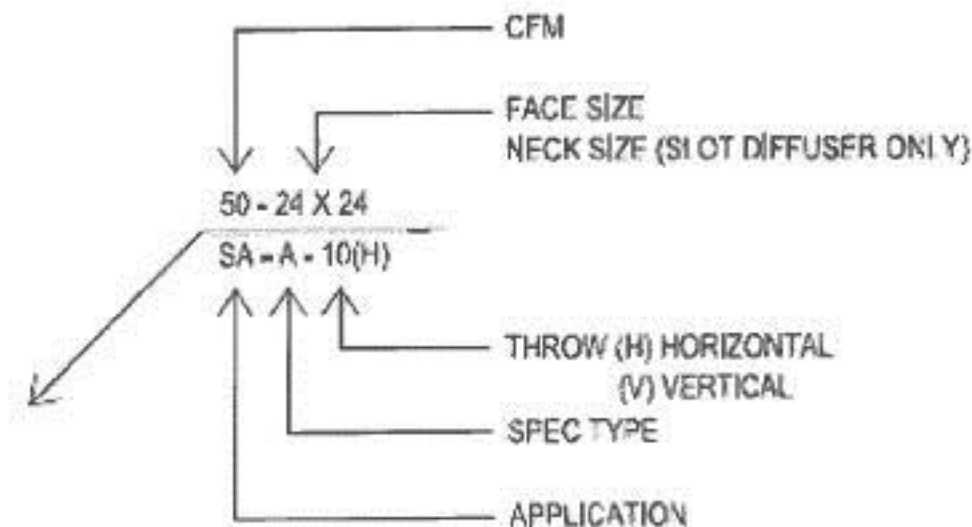 CFM
FACE SIZE
NECK SIZE (SLOT DIFFUSER ONLY)
50 - 24 X 24
SA - A - 10(H)
THROW (H) HORIZONTAL
(V) VERTICAL
SPEC TYPE
APPLICATION